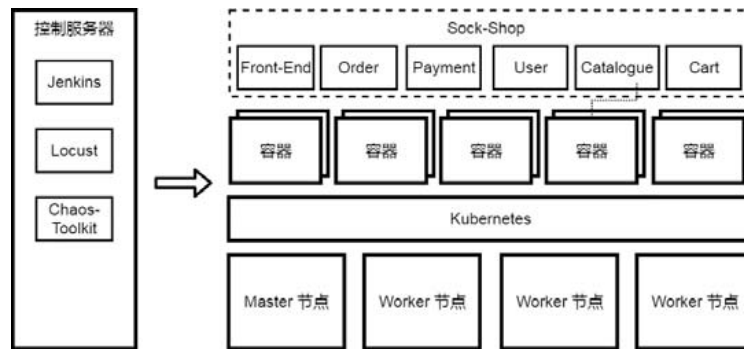 控制服务器
Jenkins
Locust
Chaos-
Toolkit
Sock-Shop
Front-End Order Payment User Catalogue Cart
容器 容器 容器 容器 容器
Kubernetes
Master 节点 Worker 节点 Worker 节点 Worker 节点